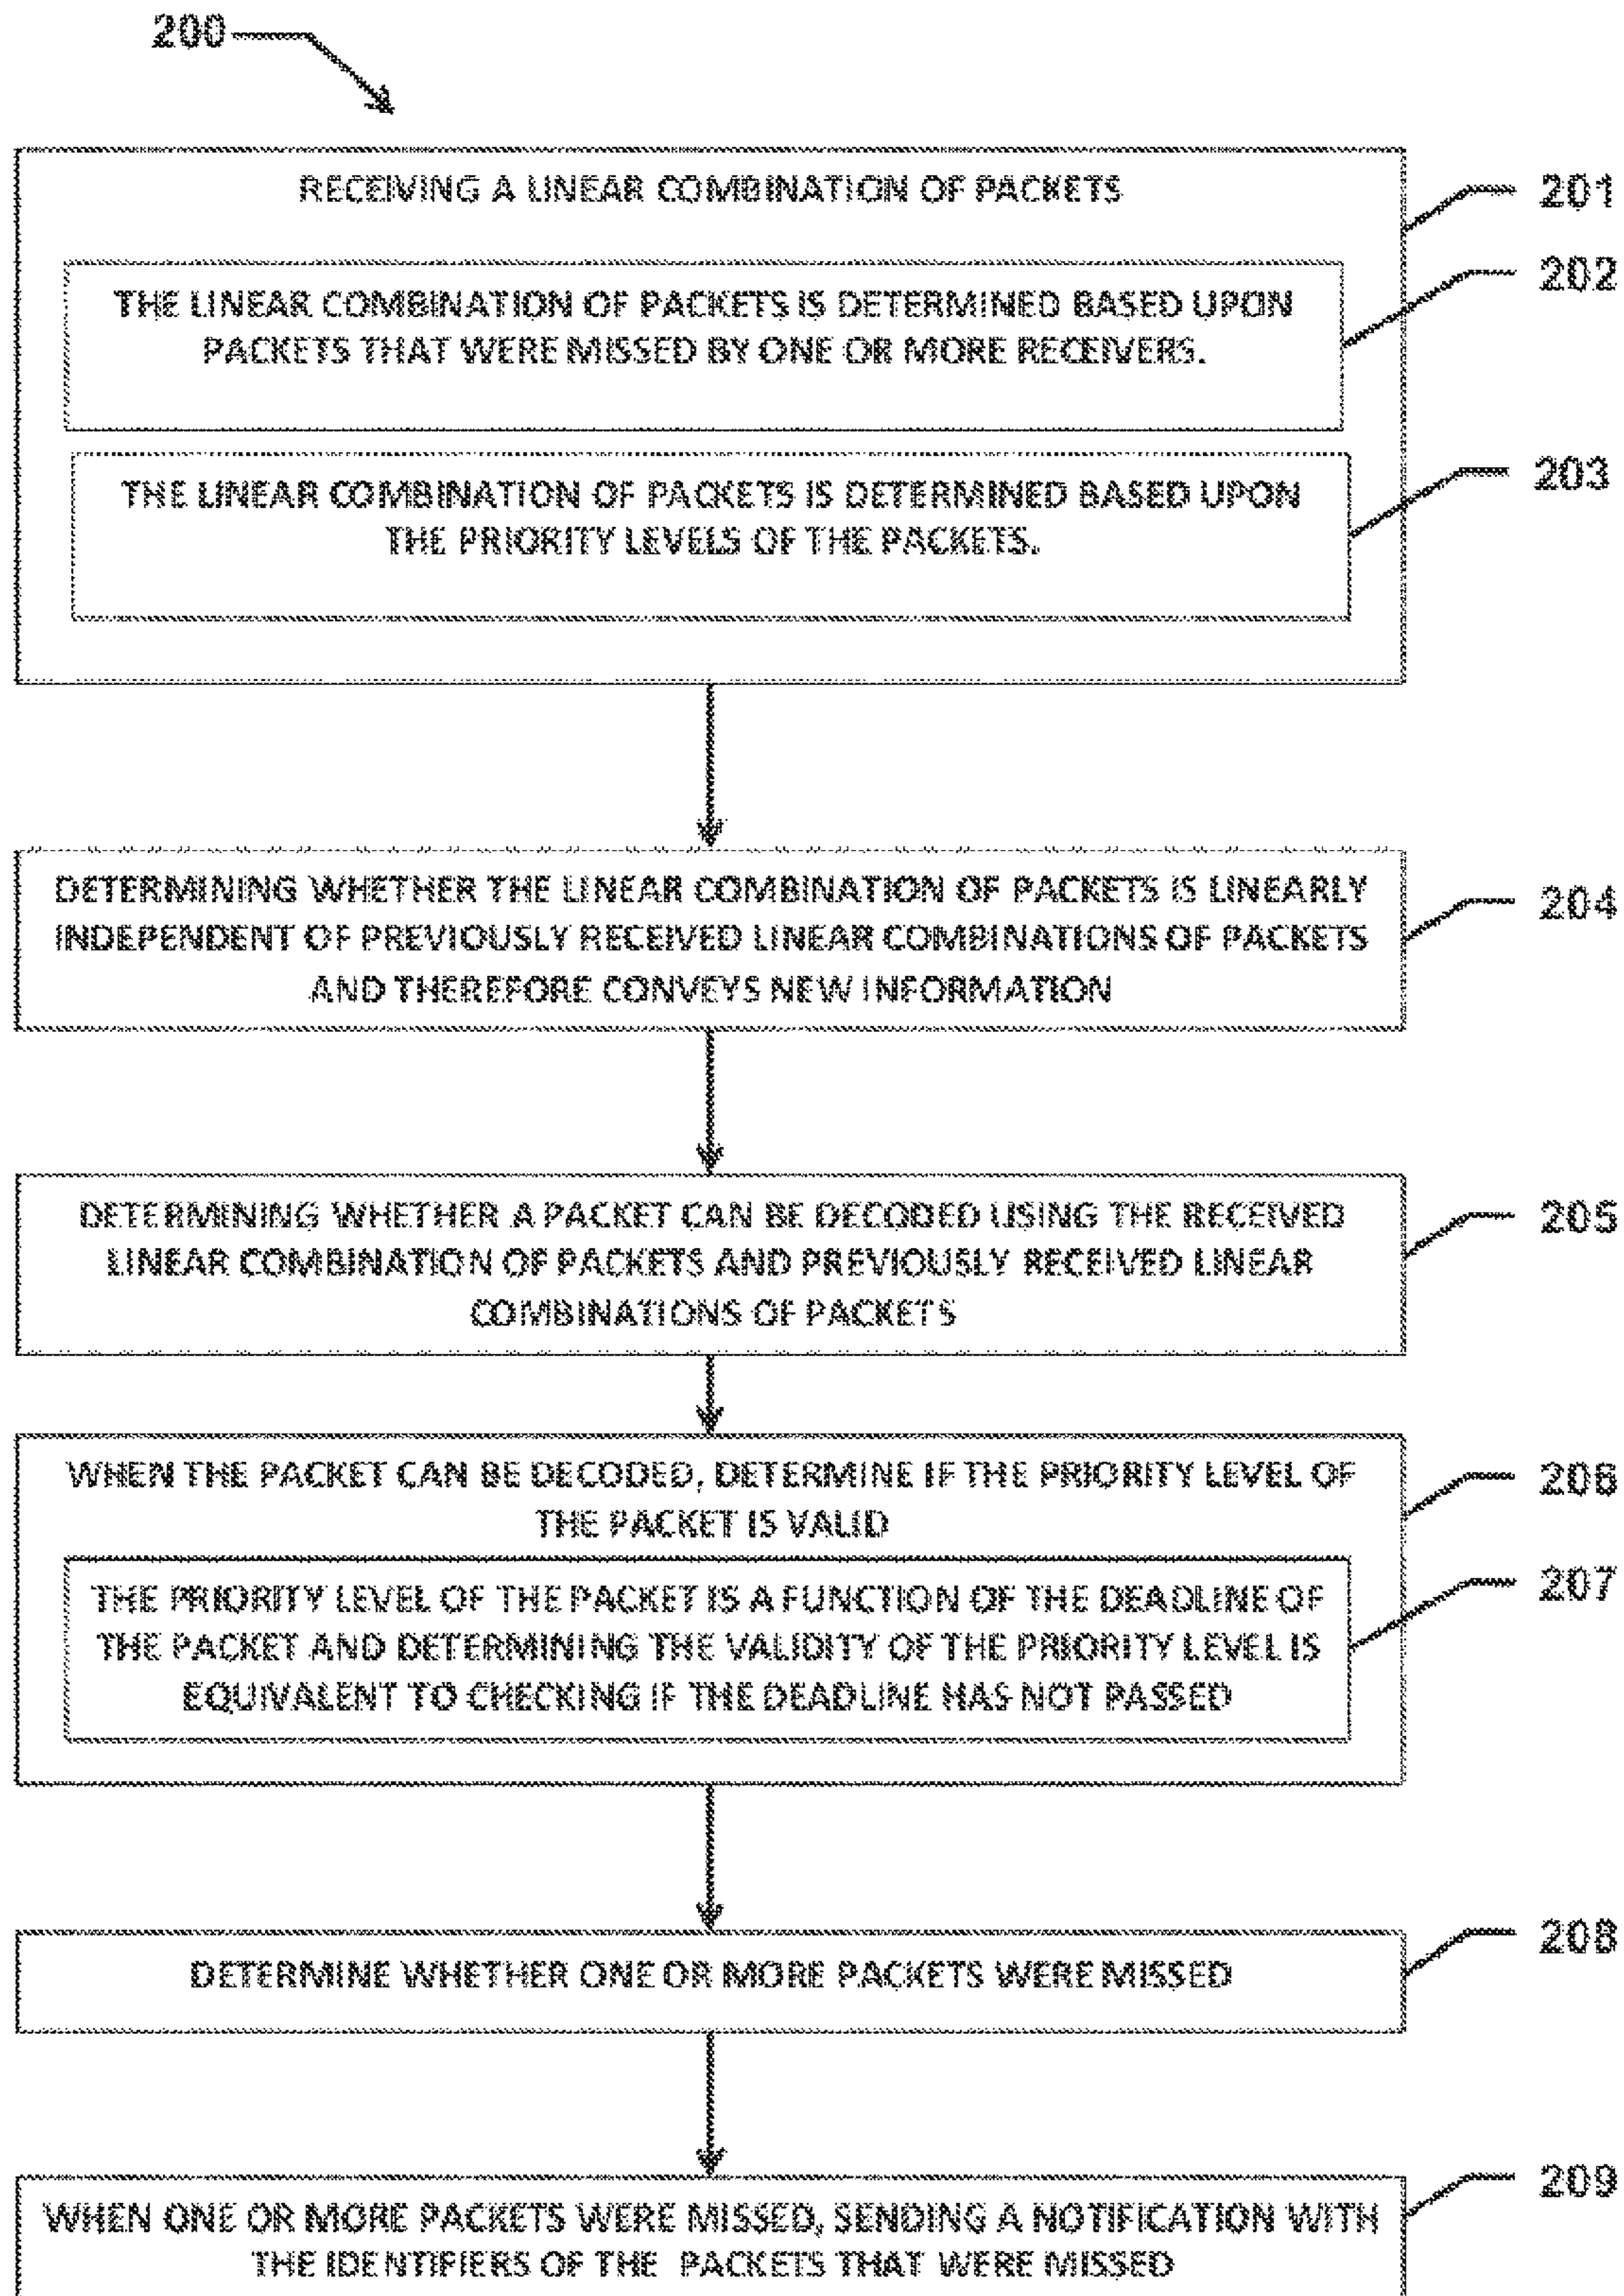 200
RECEIVING A LINEAR COMBINATION OF PACKETS
201
THE LINEAR COMBINATION OF PACKETS IS DETERMINED BASED UPON
PACKETS THAT WERE MISSED BY ONE OR MORE RECEIVERS.
202
THE LINEAR COMBINATION OF PACKETS IS DETERMINED BASED UPON
THE PRIORITY LEVELS OF THE PACKETS.
203
DETERMINING WHETHER THE LINEAR COMBINATION OF PACKETS IS LINEARLY
INDEPENDENT OF PREVIOUSLY RECEIVED LINEAR COMBINATIONS OF PACKETS
AND THEREFORE CONVEYS NEW INFORMATION
204
DETERMINING WHETHER A PACKET CAN BE DECODED USING THE RECEIVED
LINEAR COMBINATION OF PACKETS AND PREVIOUSLY RECEIVED LINEAR
COMBINATIONS OF PACKETS
205
WHEN THE PACKET CAN BE DECODED, DETERMINE IF THE PRIORITY LEVEL OF
THE PACKET IS VALID
206
THE PRIORITY LEVEL OF THE PACKET IS A FUNCTION OF THE DEADLINE OF
THE PACKET AND DETERMINING THE VALIDITY OF THE PRIORITY LEVEL IS
EQUIVALENT TO CHECKING IF THE DEADLINE HAS NOT PASSED
207
DETERMINE WHETHER ONE OR MORE PACKETS WERE MISSED
208
WHEN ONE OR MORE PACKETS WERE MISSED, SENDING A NOTIFICATION WITH
THE IDENTIFIERS OF THE PACKETS THAT WERE MISSED
209